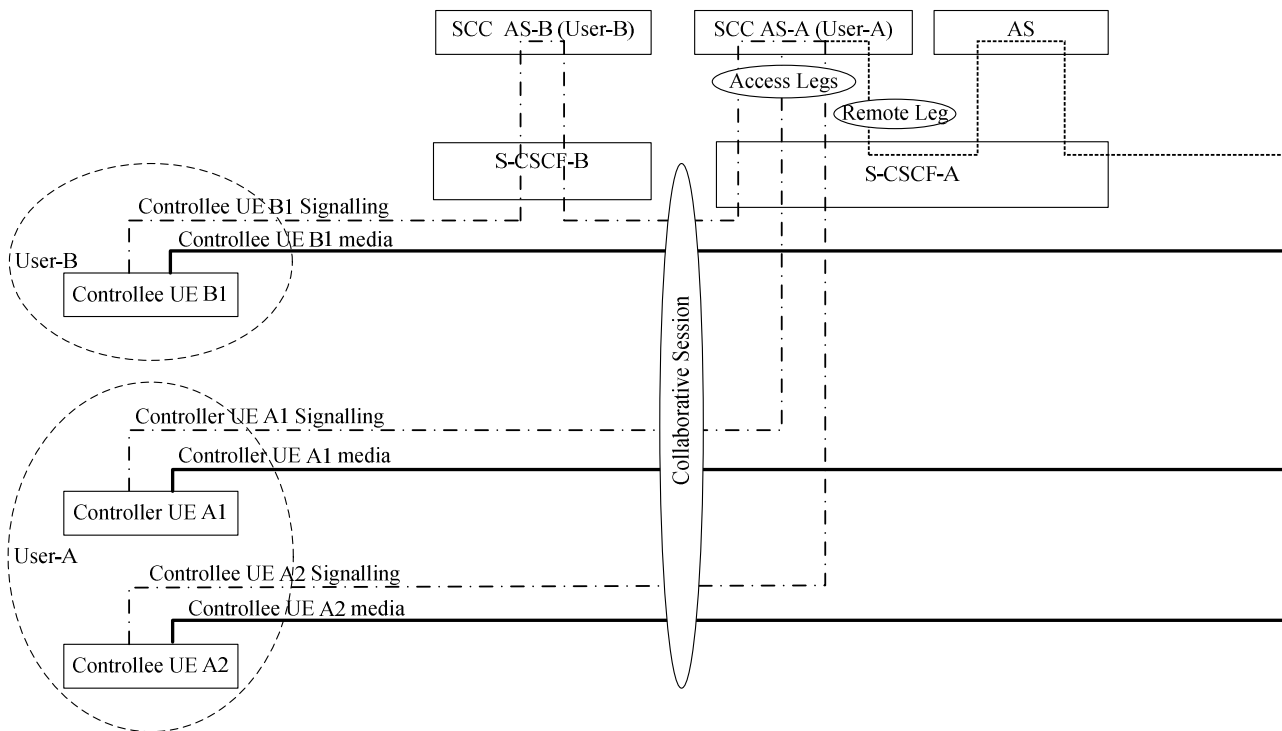 SCC AS-B (User-B)
SCC AS-A (User-A)
AS
Access Legs
Remote Leg
S-CSCF-B
S-CSCF-A
Controllee UE B1 Signalling
Controllee UE B1 media
User-B
Controllee UE B1
Collaborative Session
Controller UE A1 Signalling
Controller UE A1 media
Controller UE A1
User-A
Controllee UE A2 Signalling
Controllee UE A2 media
Controllee UE A2